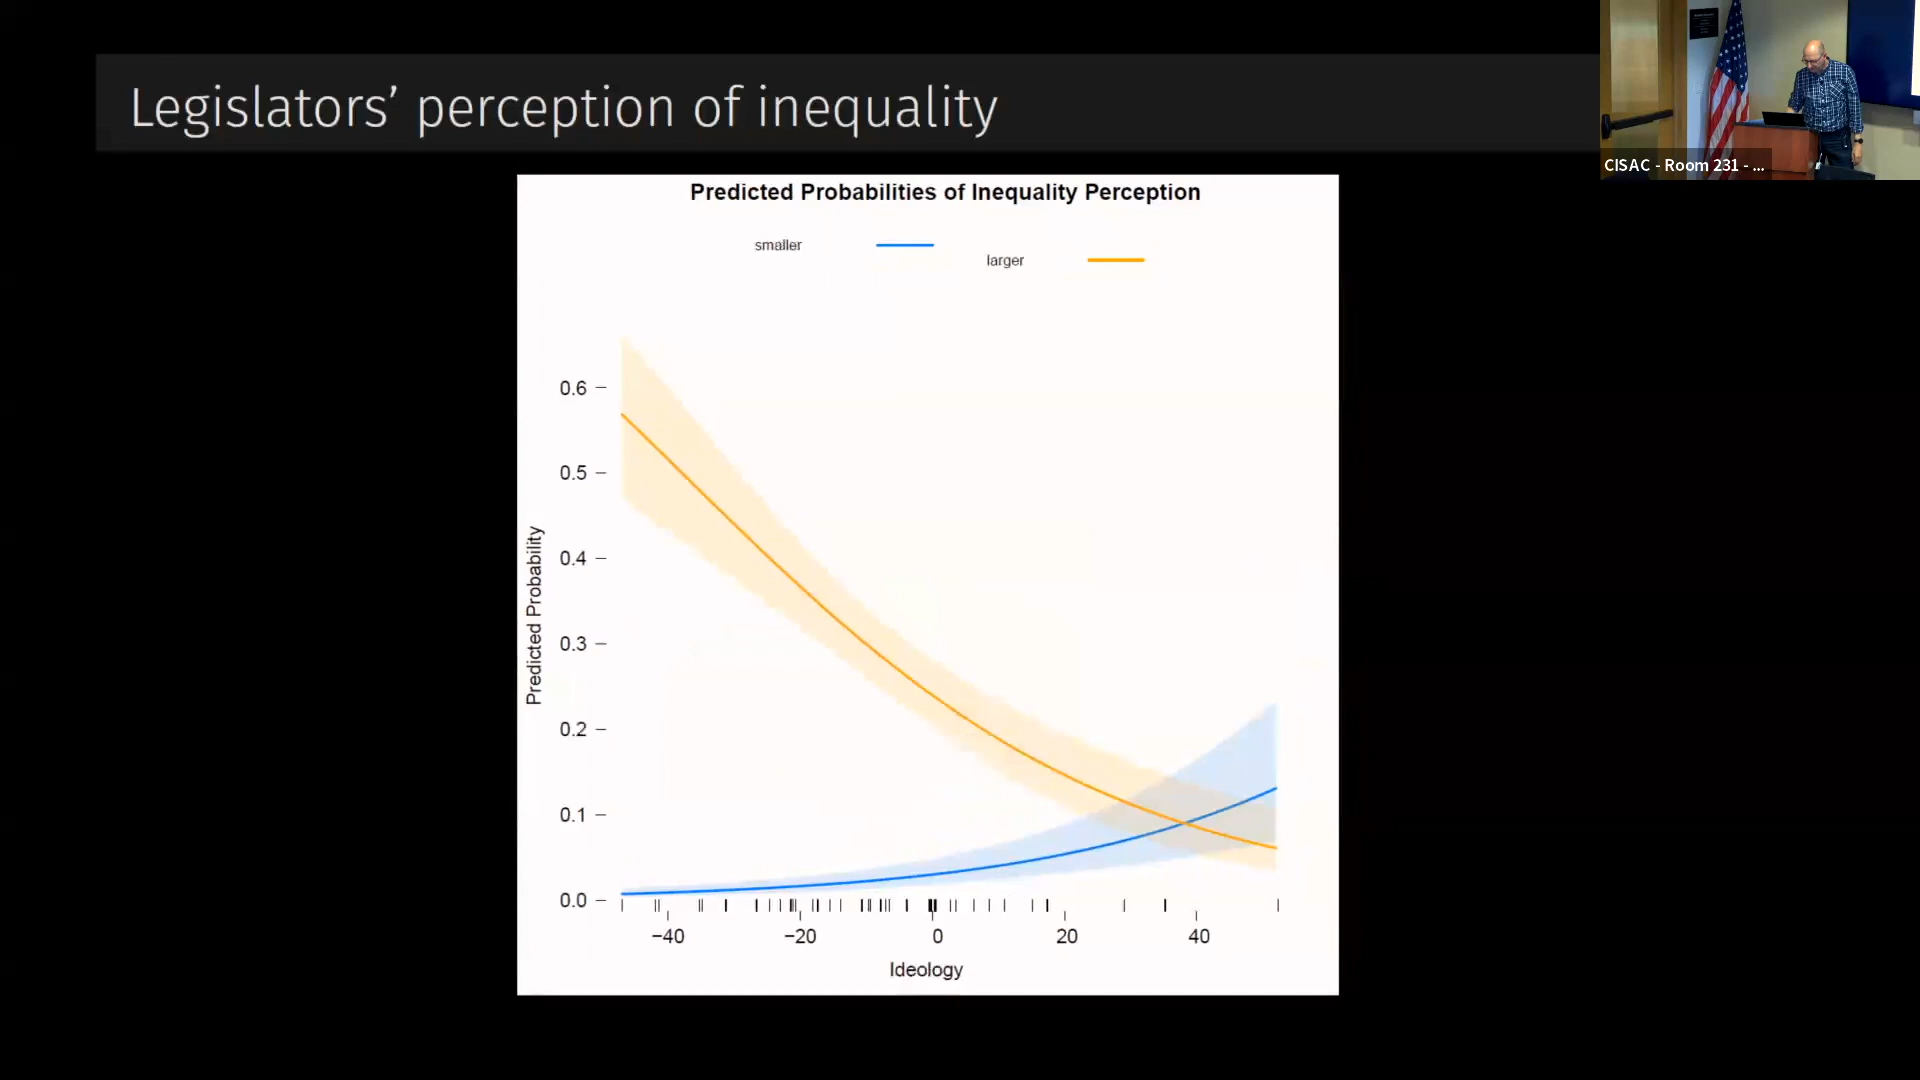 Legislators’ perception of inequality
CISAC - Room 231 - ...
Predicted Probabilities of Inequality Perception
smaller
larger
Predicted Probability
0.6
0.5
0.4
0.3
0.2
0.1
0.0
−40 −20 0 20 40
Ideology